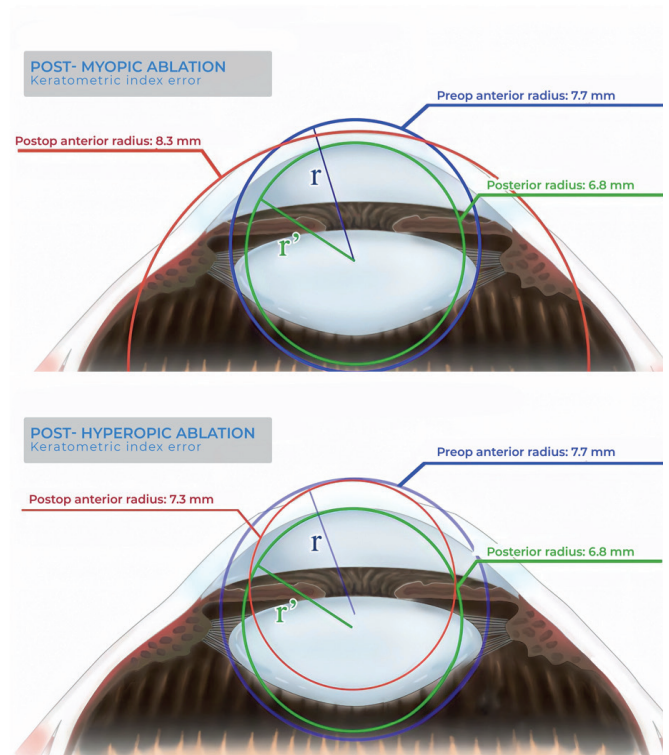 POST- MYOPIC ABLATION
Keratometric index error
Preop anterior radius: 7.7 mm
Postop anterior radius: 8.3 mm
r
Posterior radius: 6.8 mm
r’
POST- HYPEROPIC ABLATION
Keratometric index error
Preop anterior radius: 7.7 mm
Postop anterior radius: 7.3 mm
r
Posterior radius: 6.8 mm
r’